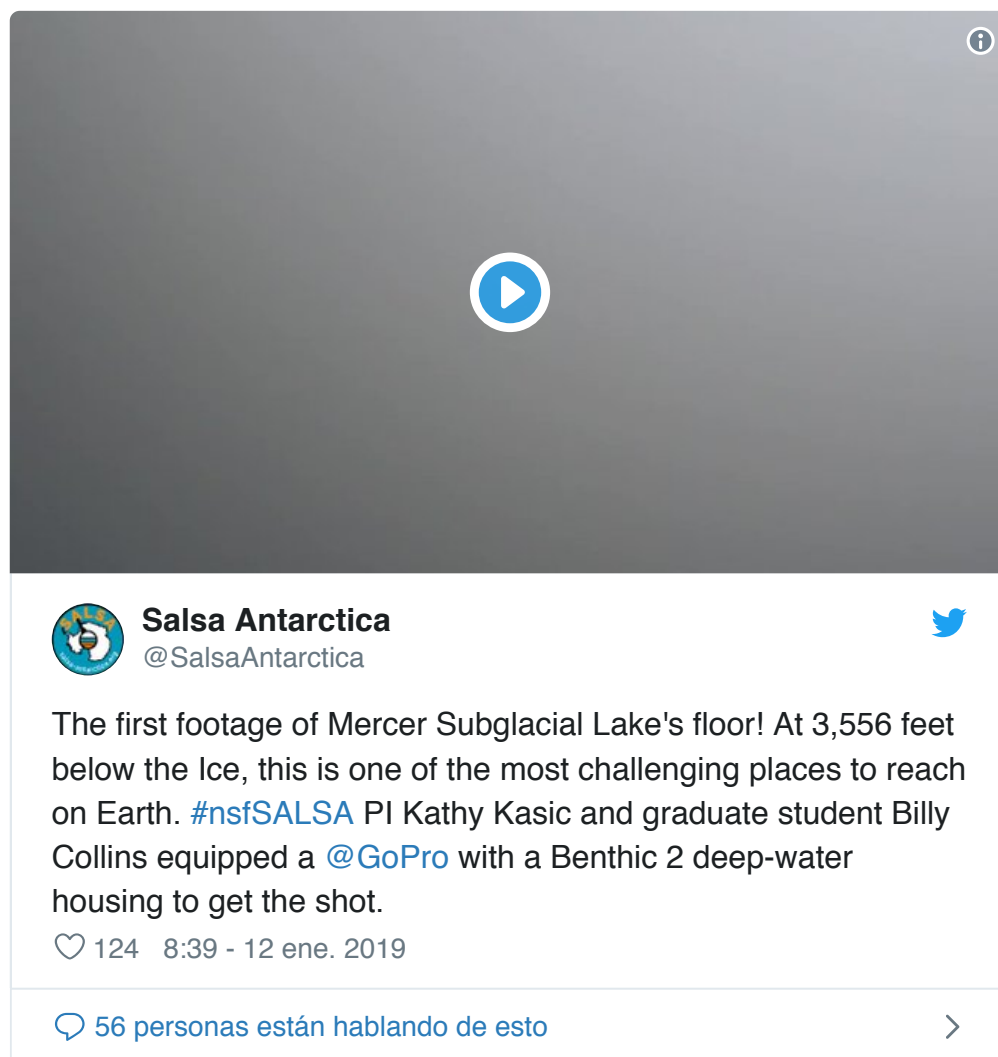 SALSA
Salsa Antarctica
@SalsaAntarctica
The first footage of Mercer Subglacial Lake's floor! At 3,556 feet
below the Ice, this is one of the most challenging places to reach
on Earth. #nsfSALSA PI Kathy Kasic and graduate student Billy
Collins equipped a @GoPro with a Benthic 2 deep-water
housing to get the shot.
124 8:39 - 12 ene. 2019
56 personas están hablando de esto